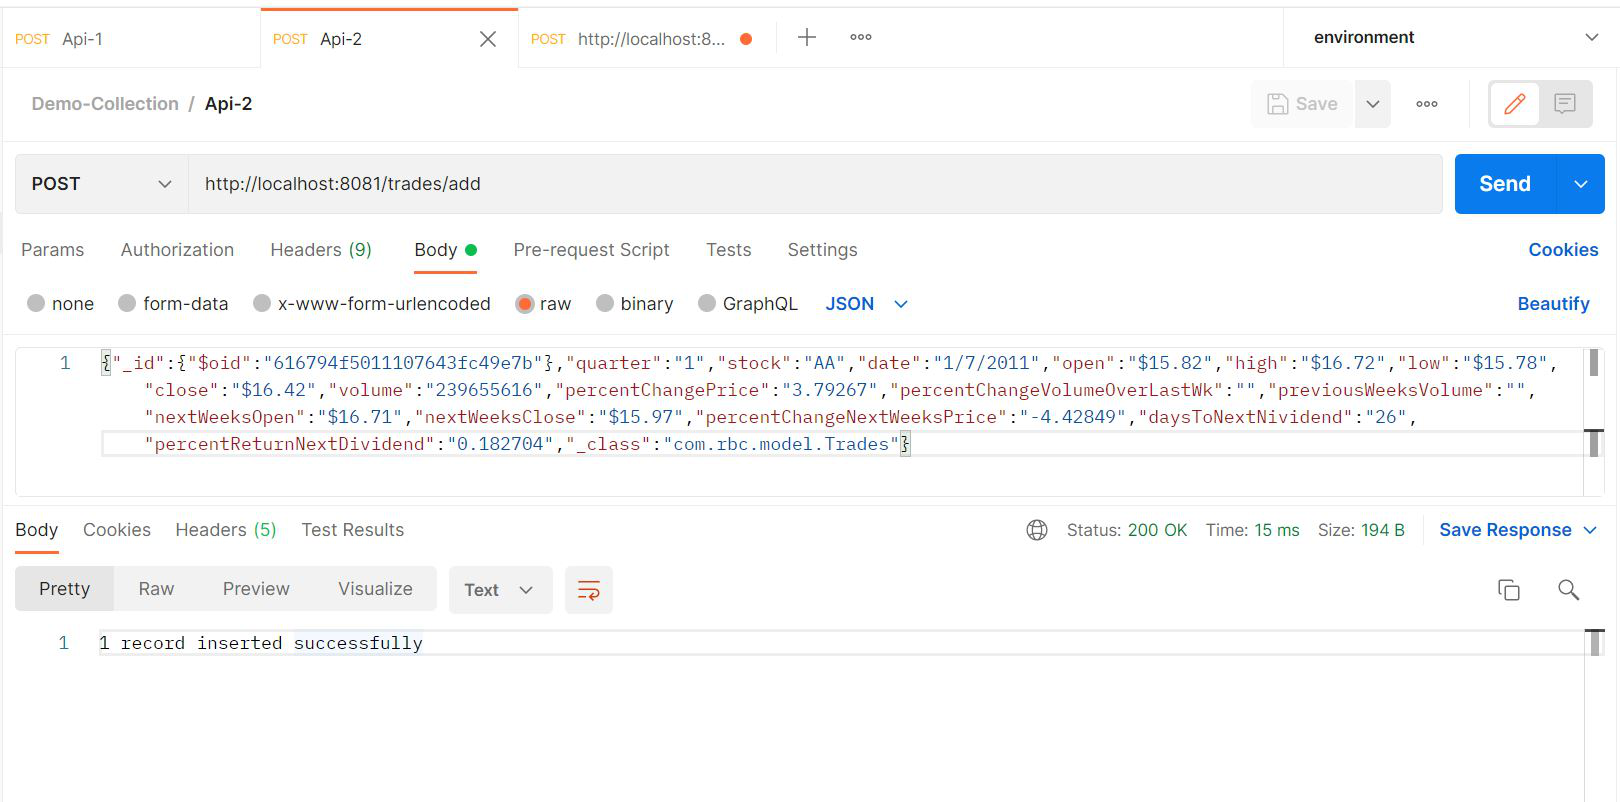 POST Api-1 POST Api-2 POST http://localhost:8... environment
Demo-Collection / Api-2 Save
POST http://localhost:8081/trades/add Send
Params Authorization Headers (9) Body Pre-request Script Tests Settings Cookies
none form-data x-www-form-urlencoded raw binary GraphQL JSON Beautify
1 {"_id":{"$oid":"616794f5011107643fc49e7b"},"quarter":"1","stock":"AA","date":"1/7/2011","open":"$15.82","high":"$16.72","low":"$15.78",
"close":"$16.42","volume":"239655616","percentChangePrice":"3.79267","percentChangeVolumeOverLastWk":"","previousWeeksVolume":"",
"nextWeeksOpen":"$16.71","nextWeeksClose":"$15.97","percentChangeNextWeeksPrice":"-4.42849","daysToNextNividend":"26",
"percentReturnNextDividend":"0.182704","_class":"com.rbc.model.Trades"}
Body Cookies Headers (5) Test Results Status: 200 OK Time: 15 ms Size: 194 B Save Response
Pretty Raw Preview Visualize Text
1 1 record inserted successfully